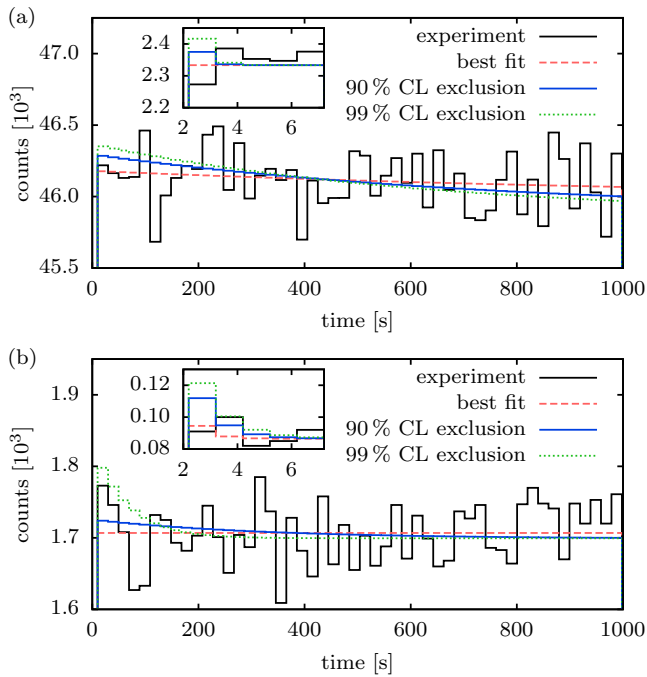 (a)
47.0
46.5
46.0
45.5
counts [10³]
2.4
2.3
2.2
2 4 6
experiment
best fit
90 % CL exclusion
99 % CL exclusion
0 200 400 600 800 1000
time [s]
(b)
1.9
1.8
1.7
1.6
counts [10³]
0.12
0.10
0.08
2 4 6
experiment
best fit
90 % CL exclusion
99 % CL exclusion
0 200 400 600 800 1000
time [s]